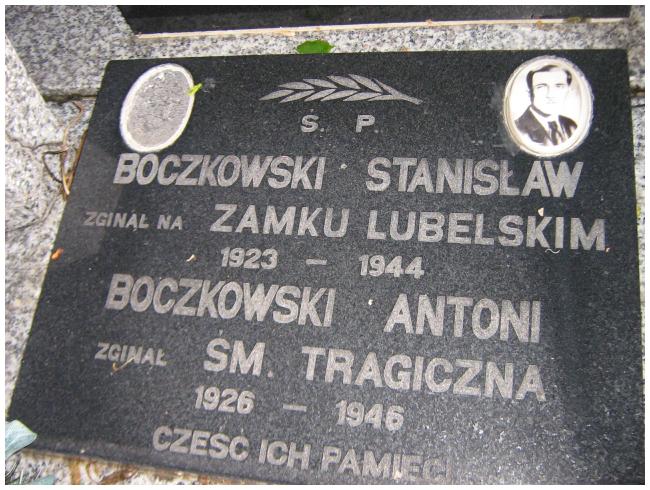 Ś. P.
BOCZKOWSKI STANISŁAW
ZGINĄŁ NA ZAMKU LUBELSKIM
1923 — 1944
BOCZKOWSKI ANTONI
ZGINĄŁ ŚM. TRAGICZNĄ
1926 — 1946
CZEŚĆ ICH PAMIĘCI